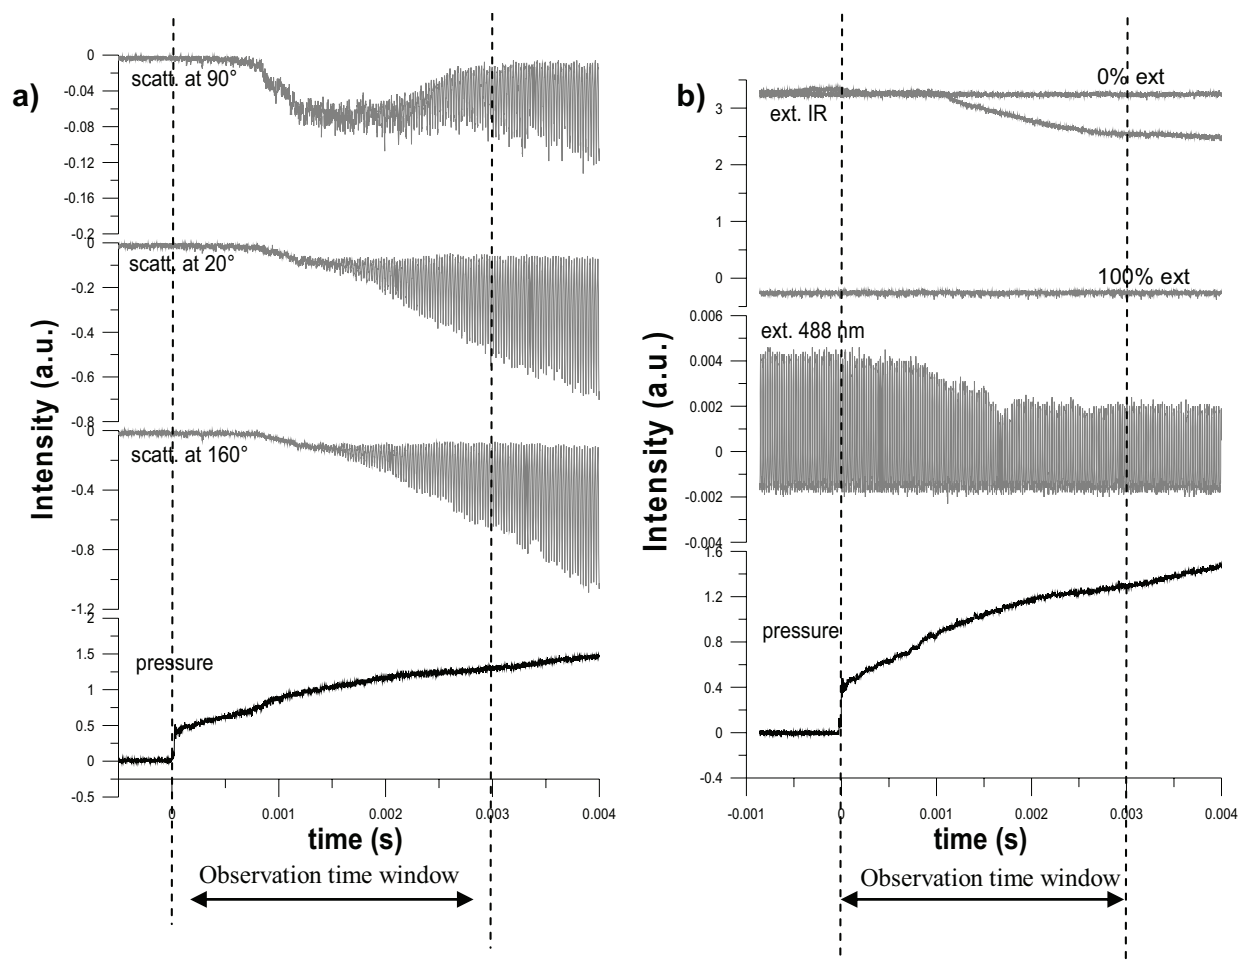 a)
Intensity (a.u.)
0
-0.04
-0.08
-0.12
-0.16
-0.2
scatt. at 90°
0
-0.2
-0.4
-0.6
-0.8
scatt. at 20°
0
-0.4
-0.8
-1.2
scatt. at 160°
2
1.5
1
0.5
0
-0.5
pressure
0 0.001 0.002 0.003 0.004
time (s)
Observation time window
b)
Intensity (a.u.)
3
2
1
0
0% ext
ext. IR
100% ext
0.006
0.004
0.002
0
-0.002
-0.004
ext. 488 nm
1.6
1.2
0.8
0.4
0
-0.4
pressure
-0.001 0 0.001 0.002 0.003 0.004
time (s)
Observation time window